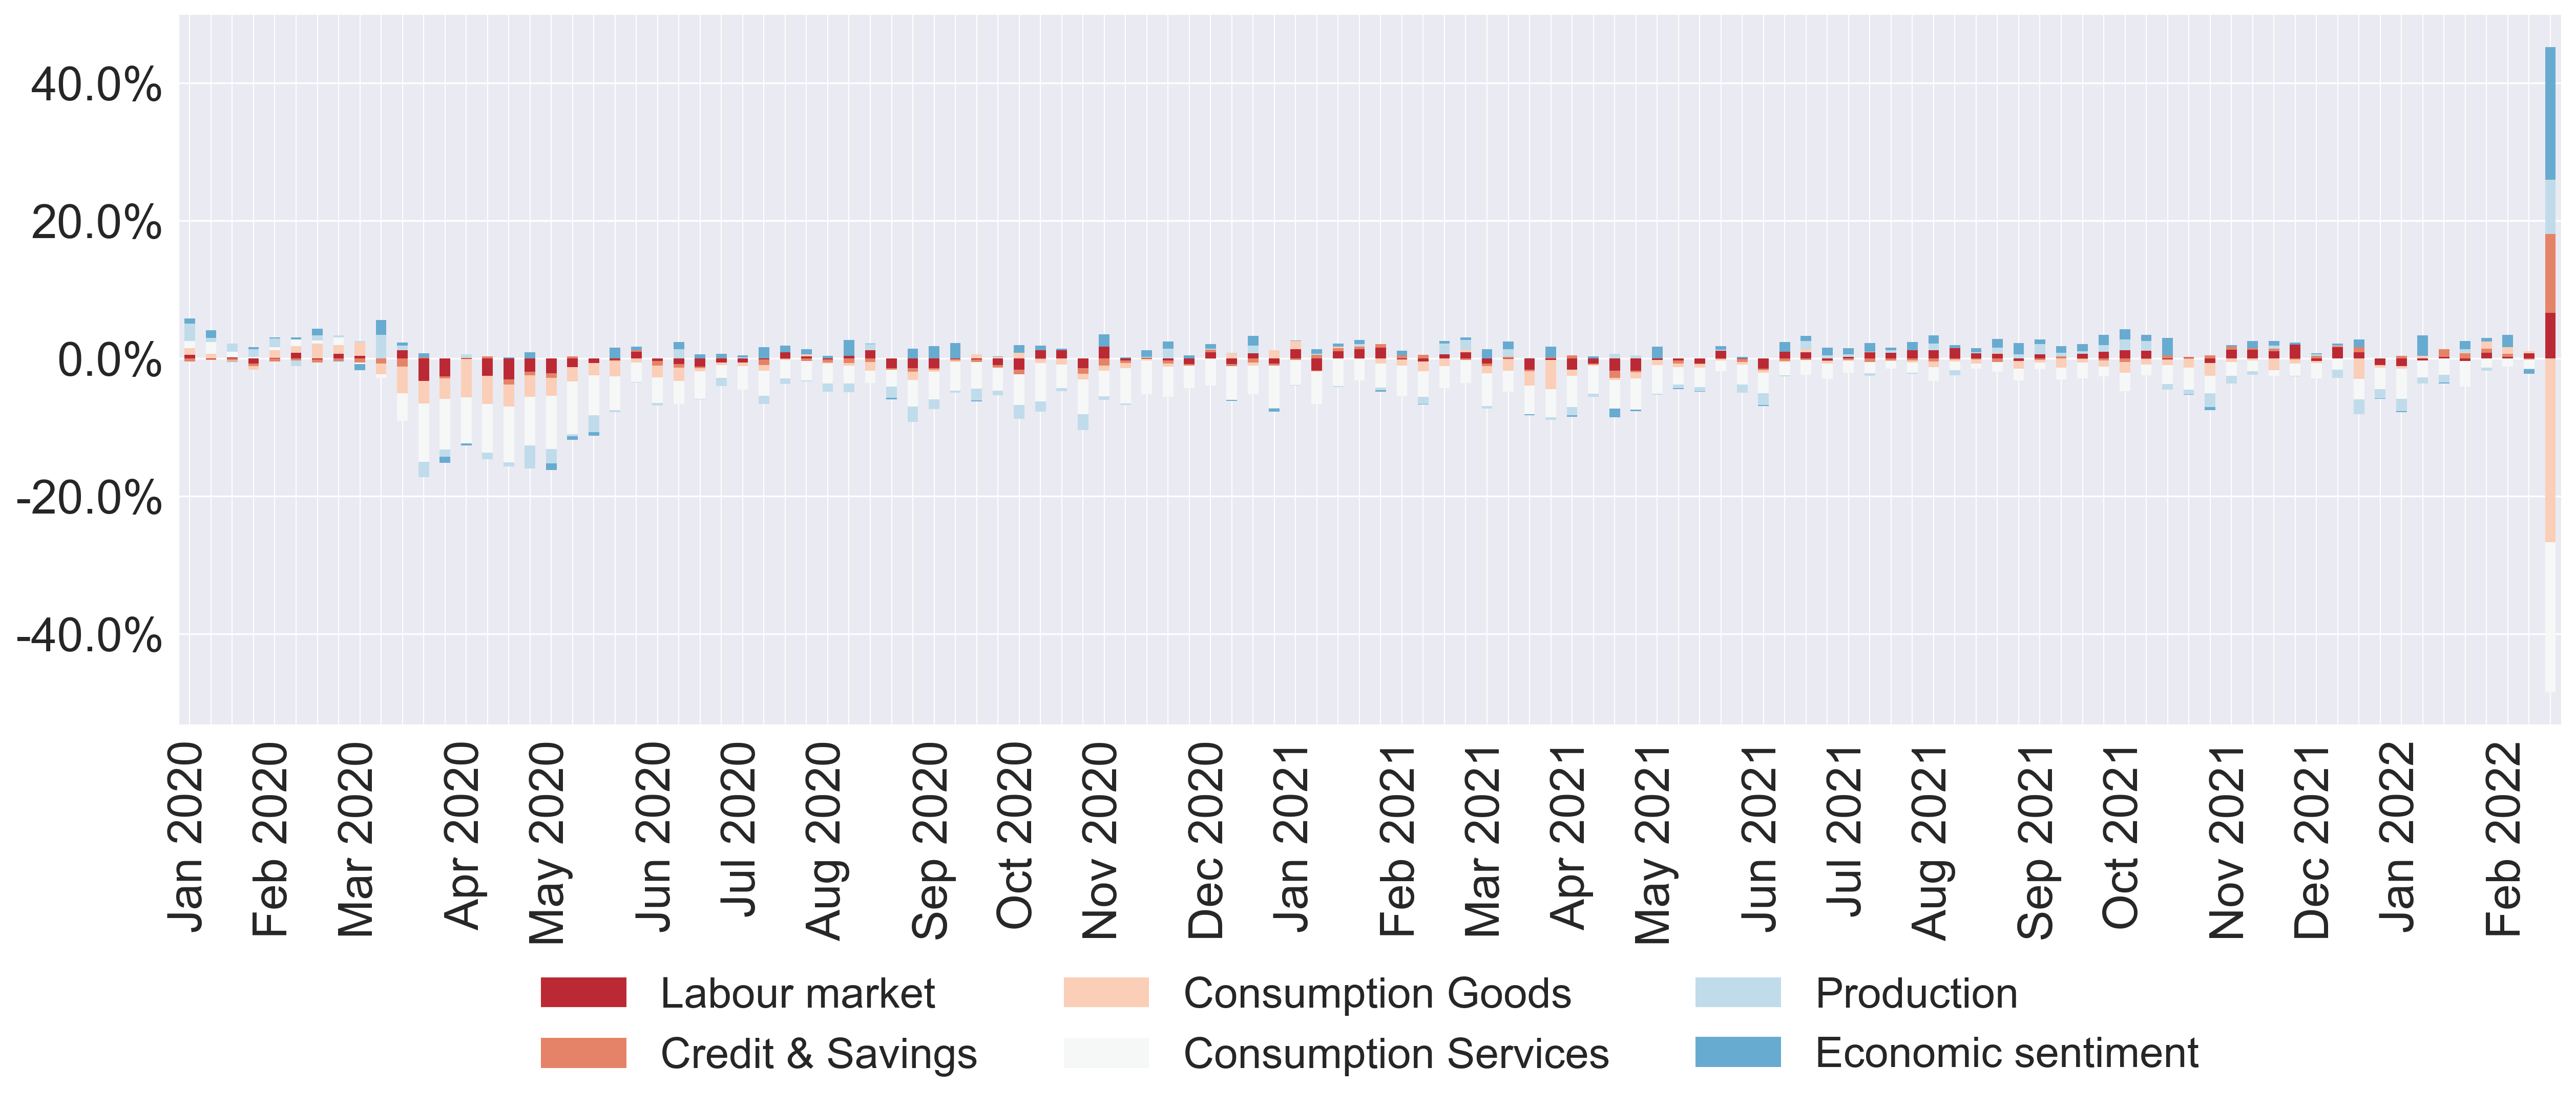 40.0%
20.0%
0.0%
-20.0%
-40.0%
Jan 2020
Feb 2020
Mar 2020
Apr 2020
May 2020
Jun 2020
Jul 2020
Aug 2020
Sep 2020
Oct 2020
Nov 2020
Dec 2020
Jan 2021
Feb 2021
Mar 2021
Apr 2021
May 2021
Jun 2021
Jul 2021
Aug 2021
Sep 2021
Oct 2021
Nov 2021
Dec 2021
Jan 2022
Feb 2022
Labour market
Consumption Goods
Production
Credit & Savings
Consumption Services
Economic sentiment